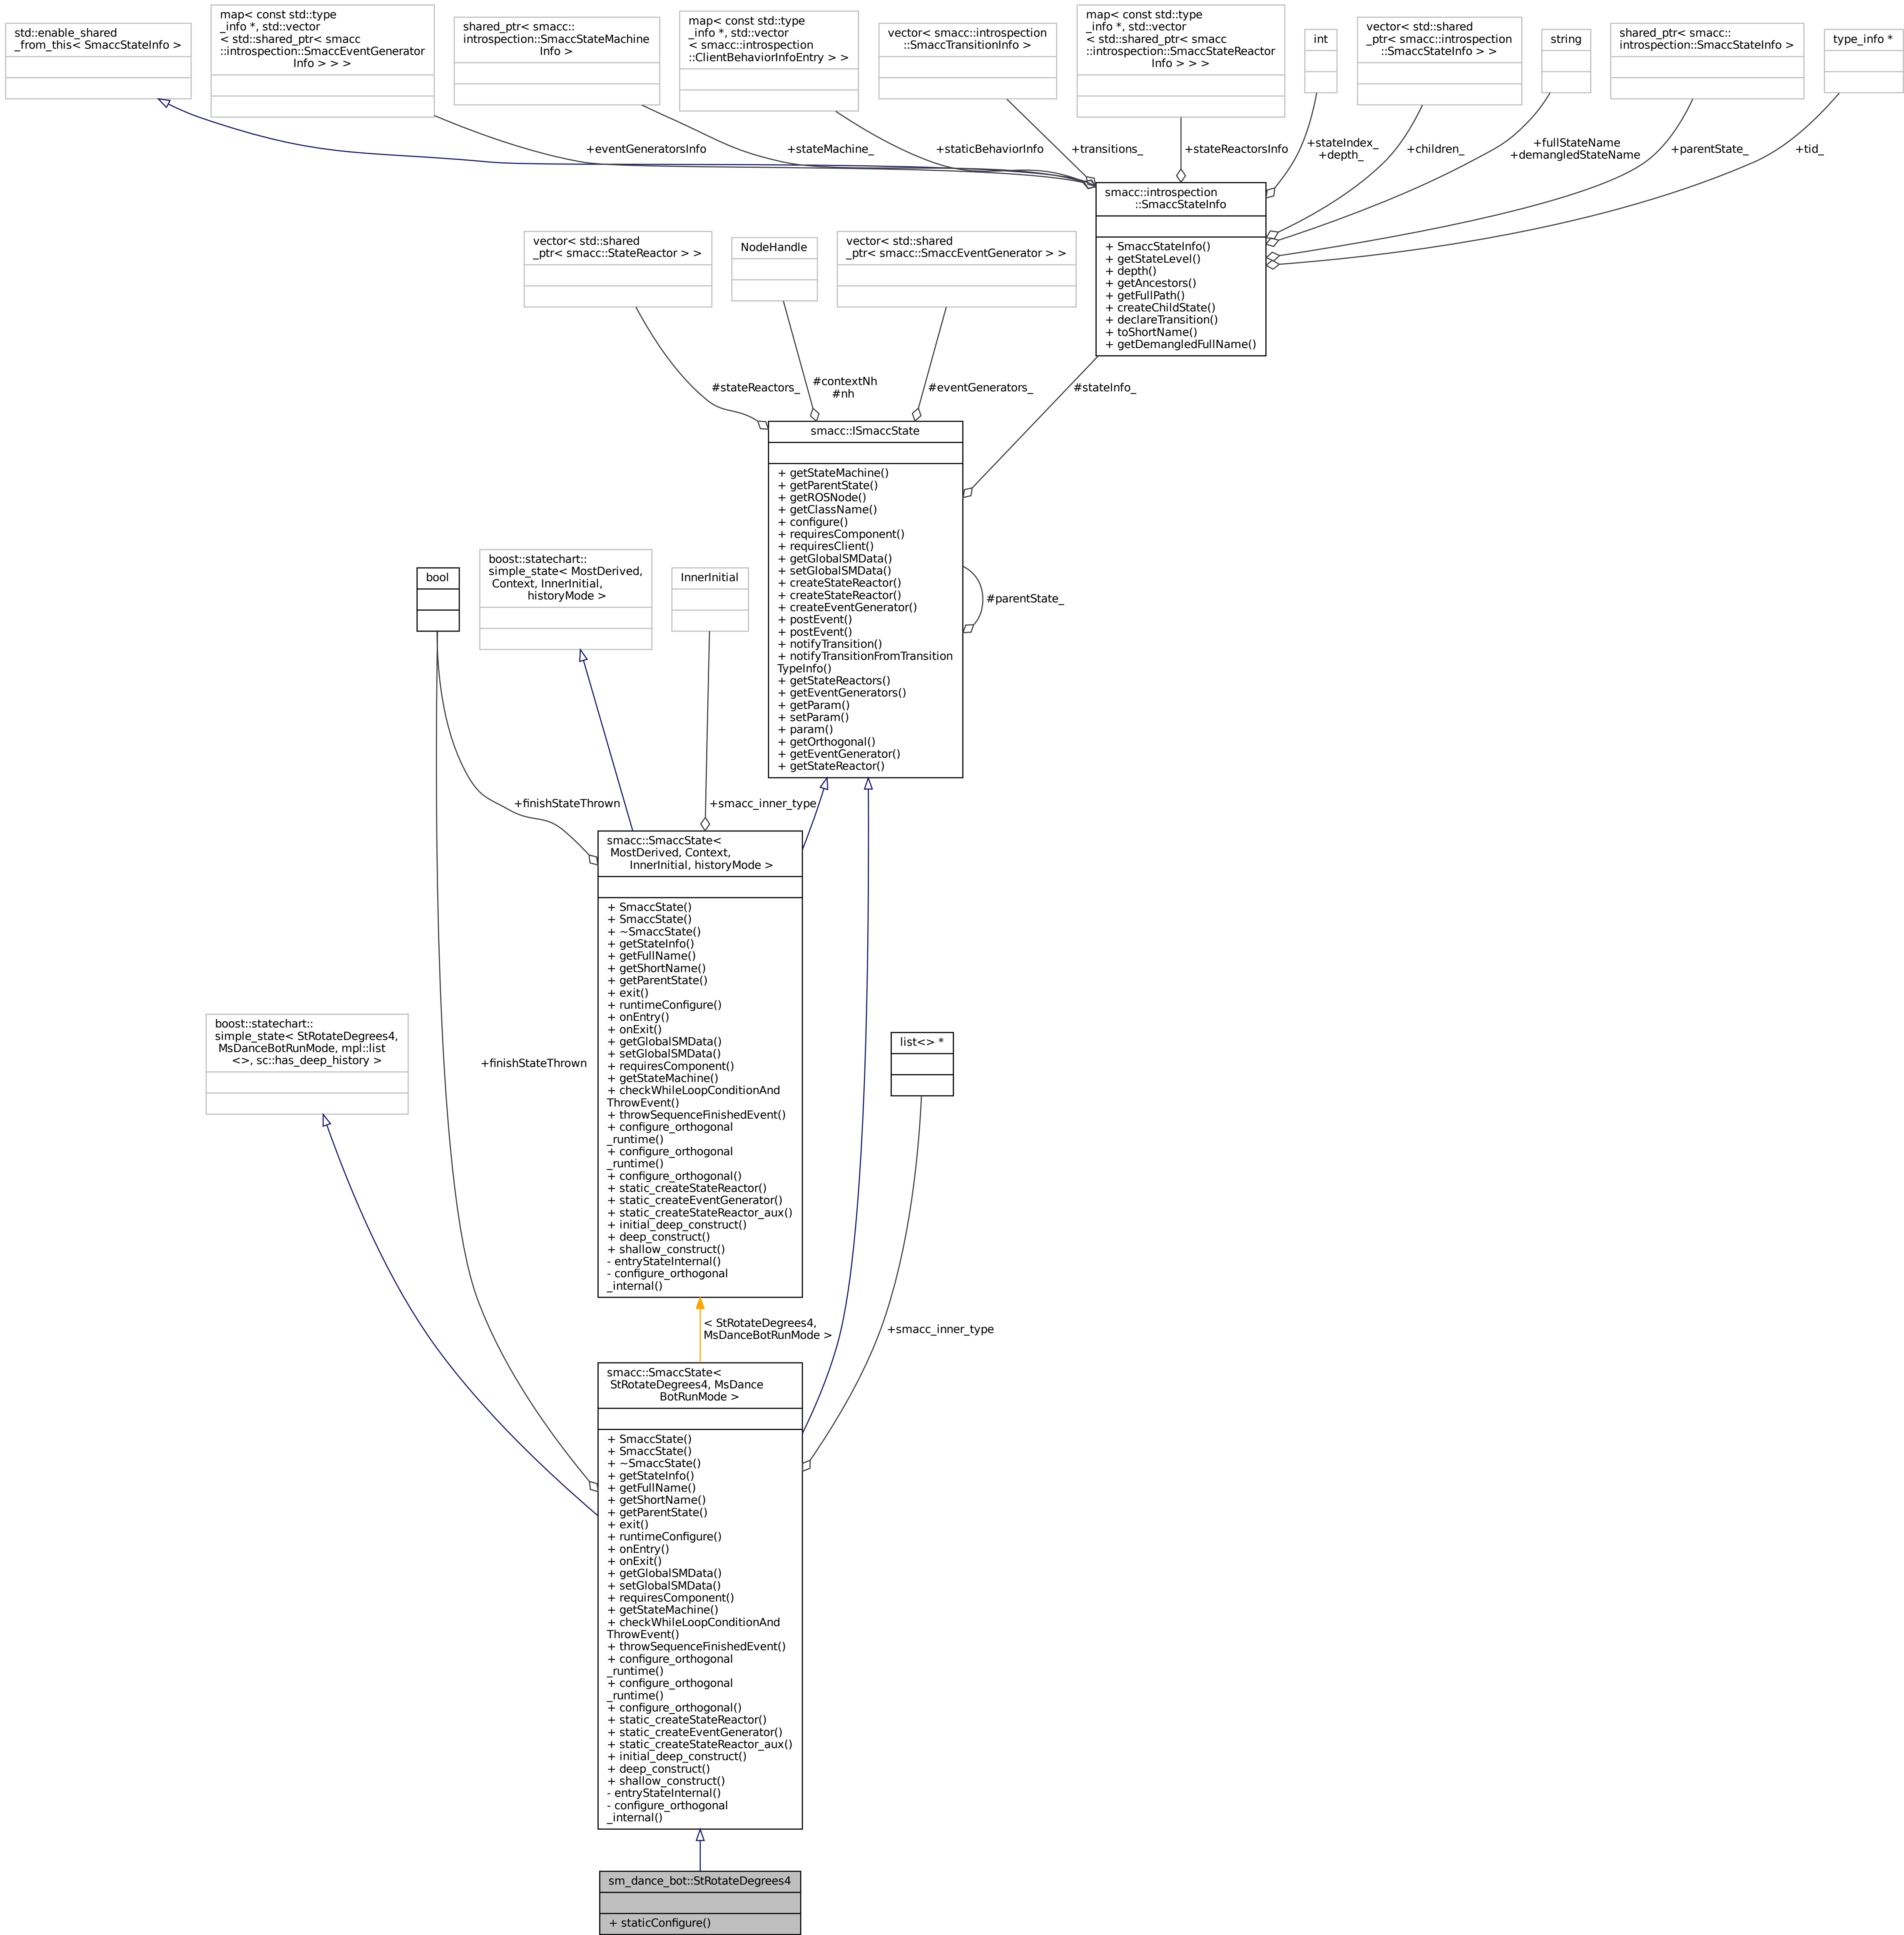 std::enable_shared
_from_this< SmaccStateInfo >
map< const std::type
_info *, std::vector
< std::shared_ptr< smacc
::introspection::SmaccEventGenerator
Info > > >
shared_ptr< smacc::
introspection::SmaccStateMachine
Info >
map< const std::type
_info *, std::vector
< smacc::introspection
::ClientBehaviorInfoEntry > >
vector< smacc::introspection
::SmaccTransitionInfo >
map< const std::type
_info *, std::vector
< std::shared_ptr< smacc
::introspection::SmaccStateReactor
Info > > >
int
vector< std::shared
_ptr< smacc::introspection
::SmaccStateInfo > >
string
shared_ptr< smacc::
introspection::SmaccStateInfo >
type_info *
+eventGeneratorsInfo
+stateMachine_
+staticBehaviorInfo
+transitions_
+stateReactorsInfo
+stateIndex_
+depth_
+children_
+fullStateName
+demangledStateName
+parentState_
+tid_
smacc::introspection
::SmaccStateInfo
+ SmaccStateInfo()
+ getStateLevel()
+ depth()
+ getAncestors()
+ getFullPath()
+ createChildState()
+ declareTransition()
+ toShortName()
+ getDemangledFullName()
vector< std::shared
_ptr< smacc::StateReactor > >
NodeHandle
vector< std::shared
_ptr< smacc::SmaccEventGenerator > >
#stateReactors_
#contextNh
#nh
#eventGenerators_
#stateInfo_
smacc::ISmaccState
+ getStateMachine()
+ getParentState()
+ getROSNode()
+ getClassName()
+ configure()
+ requiresComponent()
+ requiresClient()
+ getGlobalSMData()
+ setGlobalSMData()
+ createStateReactor()
+ createStateReactor()
+ createEventGenerator()
+ postEvent()
+ postEvent()
+ notifyTransition()
+ notifyTransitionFromTransition
TypeInfo()
+ getStateReactors()
+ getEventGenerators()
+ getParam()
+ setParam()
+ param()
+ getOrthogonal()
+ getEventGenerator()
+ getStateReactor()
#parentState_
bool
boost::statechart::
simple_state< MostDerived,
Context, InnerInitial,
historyMode >
InnerInitial
+finishStateThrown
+smacc_inner_type
smacc::SmaccState<
MostDerived, Context,
InnerInitial, historyMode >
+ SmaccState()
+ SmaccState()
+ ~SmaccState()
+ getStateInfo()
+ getFullName()
+ getShortName()
+ getParentState()
+ exit()
+ runtimeConfigure()
+ onEntry()
+ onExit()
+ getGlobalSMData()
+ setGlobalSMData()
+ requiresComponent()
+ getStateMachine()
+ checkWhileLoopConditionAnd
ThrowEvent()
+ throwSequenceFinishedEvent()
+ configure_orthogonal
_runtime()
+ configure_orthogonal
_runtime()
+ configure_orthogonal()
+ static_createStateReactor()
+ static_createEventGenerator()
+ static_createStateReactor_aux()
+ initial_deep_construct()
+ deep_construct()
+ shallow_construct()
- entryStateInternal()
- configure_orthogonal
_internal()
boost::statechart::
simple_state< StRotateDegrees4,
MsDanceBotRunMode, mpl::list
<>, sc::has_deep_history >
+finishStateThrown
list<> *
< StRotateDegrees4,
MsDanceBotRunMode >
+smacc_inner_type
smacc::SmaccState<
StRotateDegrees4, MsDance
BotRunMode >
+ SmaccState()
+ SmaccState()
+ ~SmaccState()
+ getStateInfo()
+ getFullName()
+ getShortName()
+ getParentState()
+ exit()
+ runtimeConfigure()
+ onEntry()
+ onExit()
+ getGlobalSMData()
+ setGlobalSMData()
+ requiresComponent()
+ getStateMachine()
+ checkWhileLoopConditionAnd
ThrowEvent()
+ throwSequenceFinishedEvent()
+ configure_orthogonal
_runtime()
+ configure_orthogonal
_runtime()
+ configure_orthogonal()
+ static_createStateReactor()
+ static_createEventGenerator()
+ static_createStateReactor_aux()
+ initial_deep_construct()
+ deep_construct()
+ shallow_construct()
- entryStateInternal()
- configure_orthogonal
_internal()
sm_dance_bot::StRotateDegrees4
+ staticConfigure()